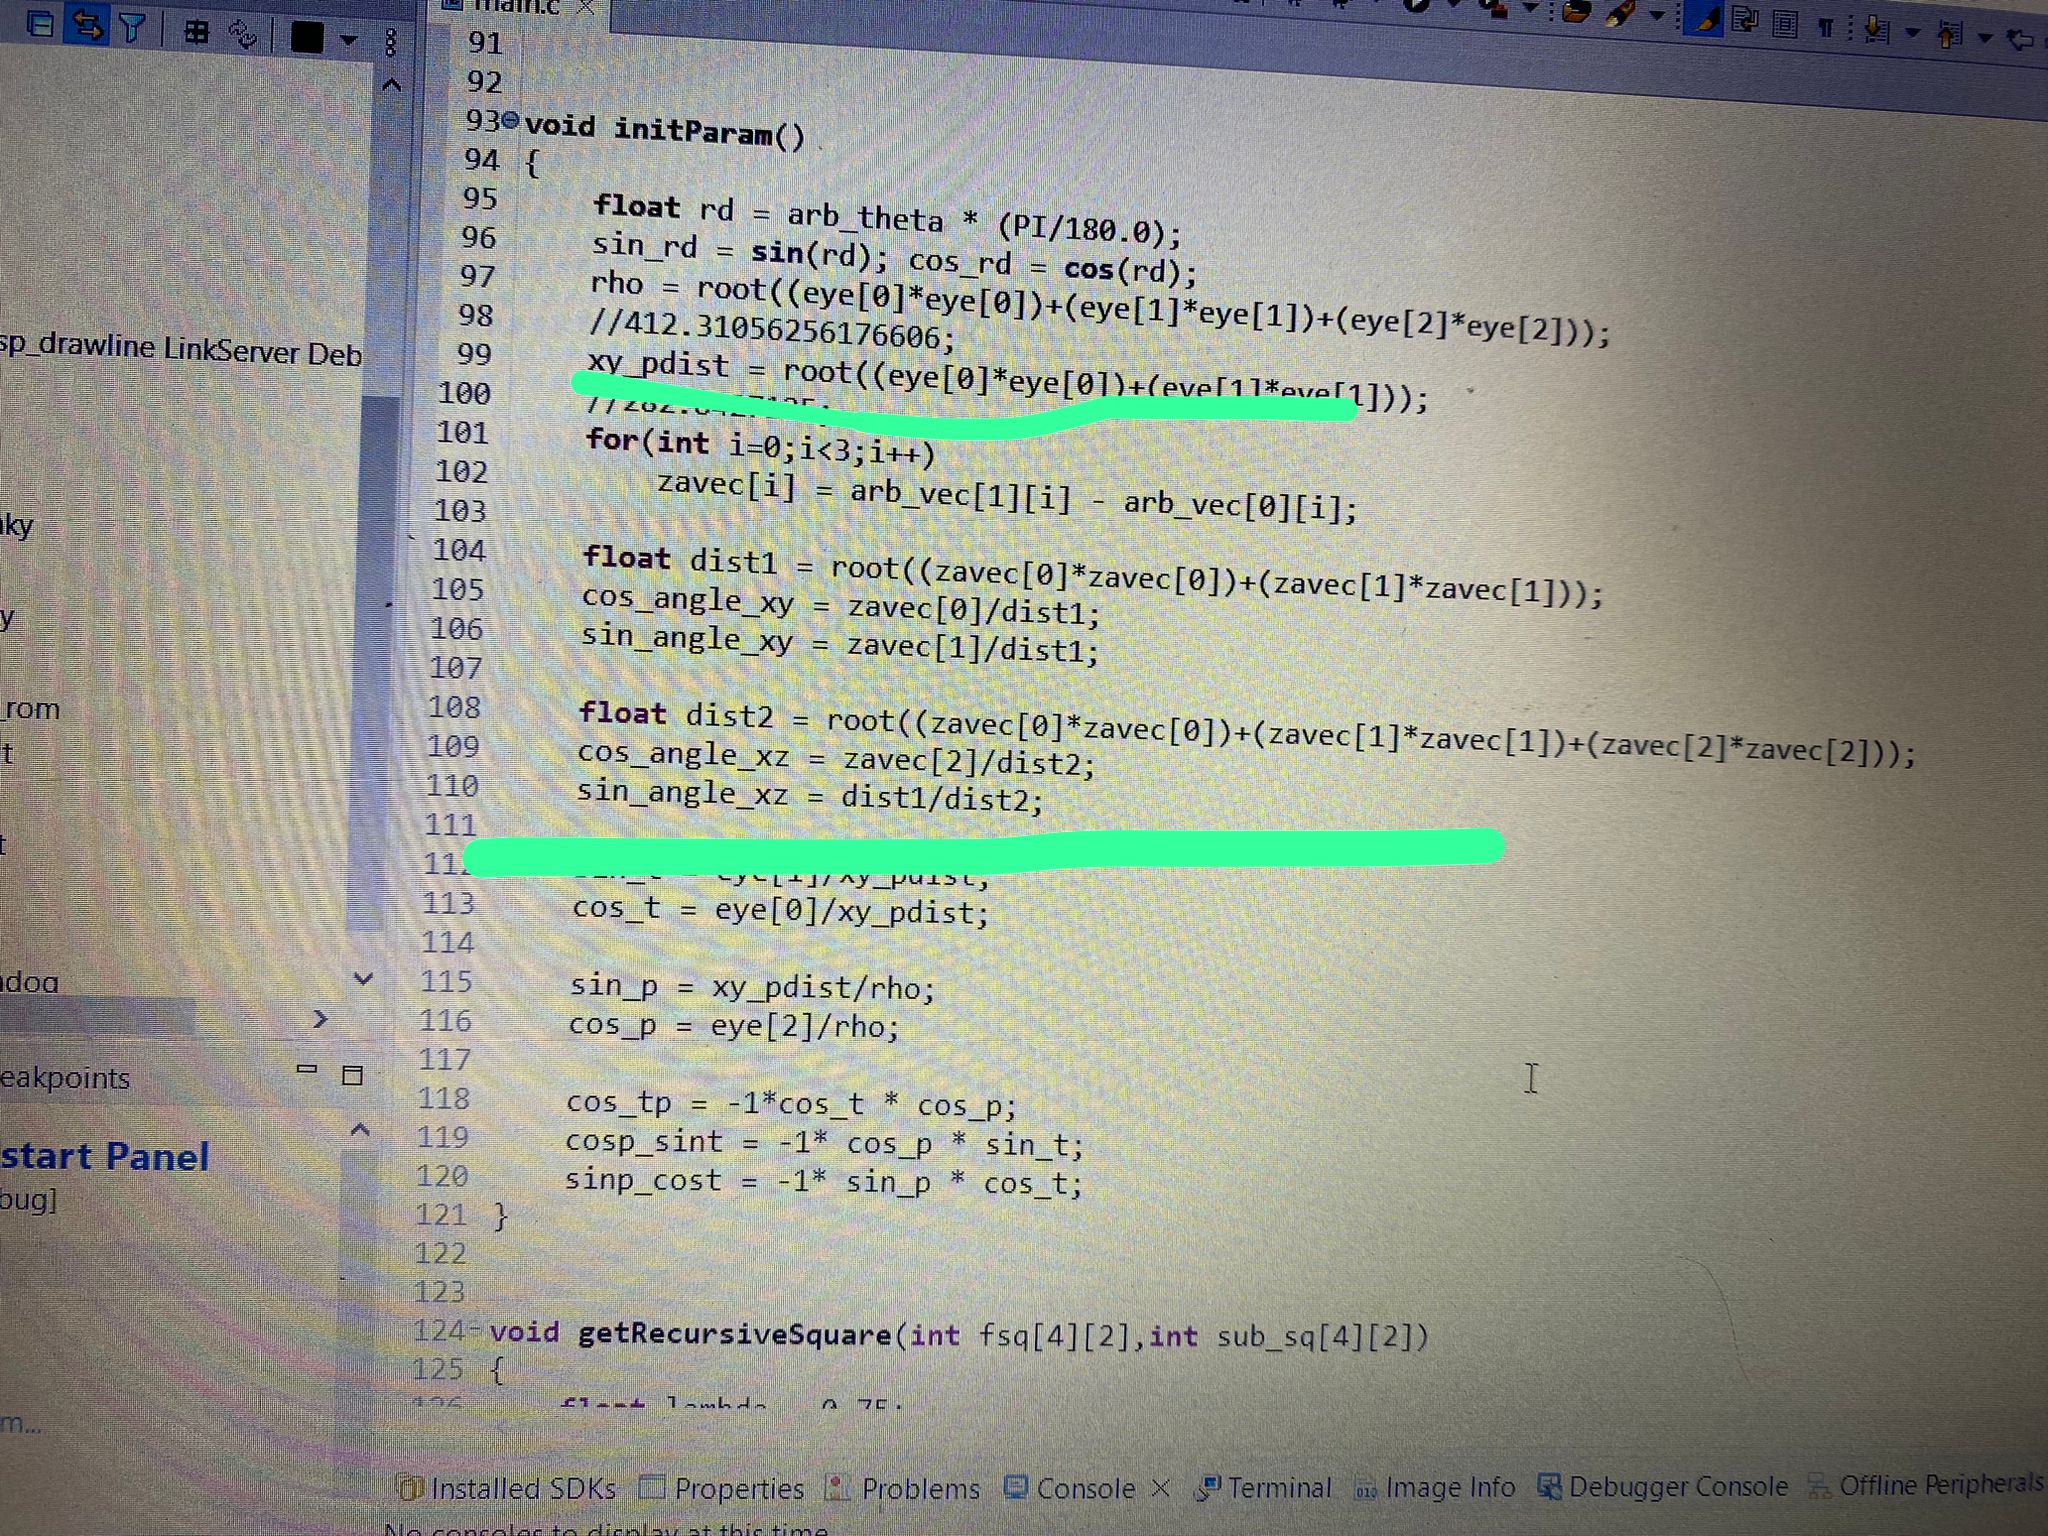 main.c
91
92
93 void initParam()
94 {
95 float rd = arb_theta * (PI/180.0);
96 sin_rd = sin(rd); cos_rd = cos(rd);
97 rho = root((eye[0]*eye[0])+(eye[1]*eye[1])+(eye[2]*eye[2]));
98 //412.31056256176606;
99 xy_pdist = root((eye[0]*eye[0])+(eye[1]*eye[1]));
100
101 for(int i=0;i<3;i++)
102 zavec[i] = arb_vec[1][i] - arb_vec[0][i];
103
104 float dist1 = root((zavec[0]*zavec[0])+(zavec[1]*zavec[1]));
105 cos_angle_xy = zavec[0]/dist1;
106 sin_angle_xy = zavec[1]/dist1;
107
108 float dist2 = root((zavec[0]*zavec[0])+(zavec[1]*zavec[1])+(zavec[2]*zavec[2]));
109 cos_angle_xz = zavec[2]/dist2;
110 sin_angle_xz = dist1/dist2;
111
eye[1]/xy_pdist;
113 cos_t = eye[0]/xy_pdist;
114
115 sin_p = xy_pdist/rho;
116 cos_p = eye[2]/rho;
117
118 cos_tp = -1*cos_t * cos_p;
119 cosp_sint = -1* cos_p * sin_t;
120 sinp_cost = -1* sin_p * cos_t;
121 }
122
123
124 void getRecursiveSquare(int fsq[4][2],int sub_sq[4][2])
125 {
sp_drawline LinkServer Deb
ky
y
_rom
t
t
dog
eakpoints
start Panel
bug]
m...
Installed SDKs Properties Problems Console Terminal Image Info Debugger Console Offline Peripherals
No consoles to display at this time.